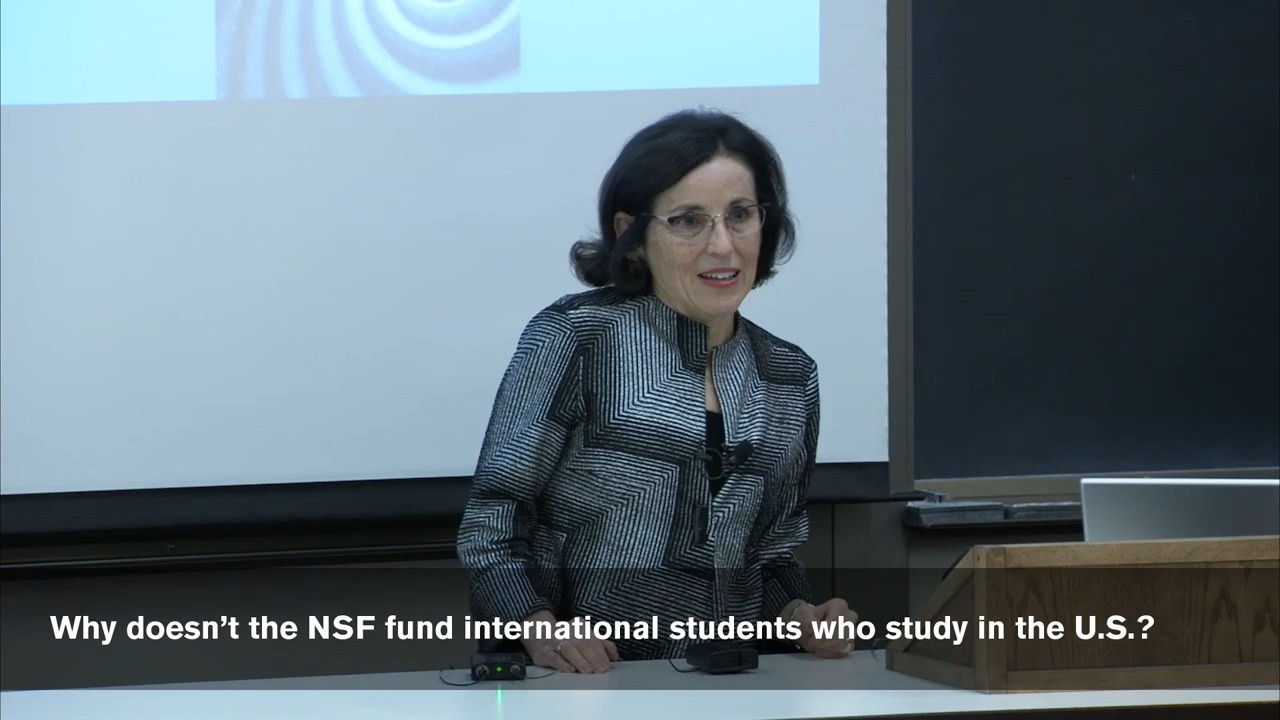 Why doesn’t the NSF fund international students who study in the U.S.?